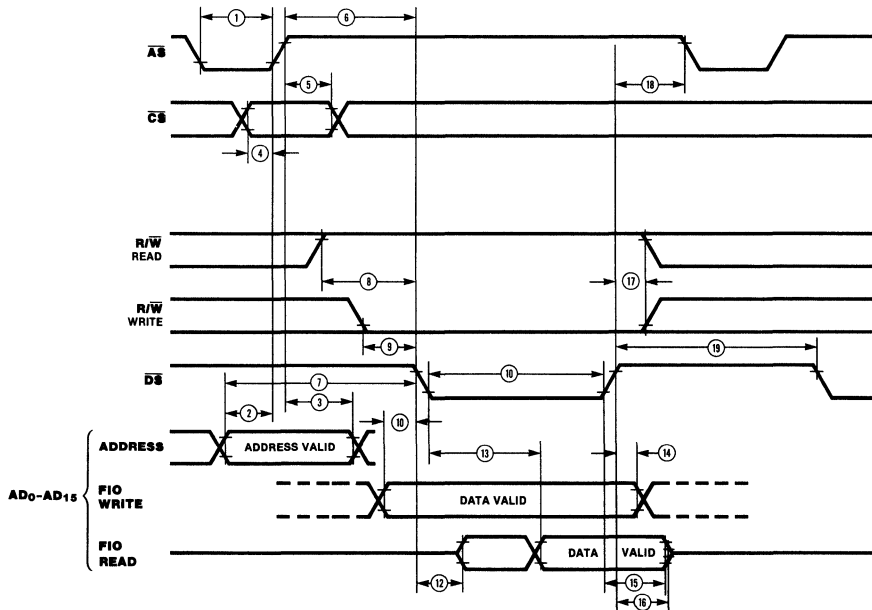 1
6
AS
5
18
CS
4
R/W
READ
8
17
R/W
WRITE
9
19
DS
7
10
2
3
10
ADDRESS
ADDRESS VALID
13
14
AD0-AD15
FIO
WRITE
DATA VALID
FIO
READ
DATA VALID
12
15
16